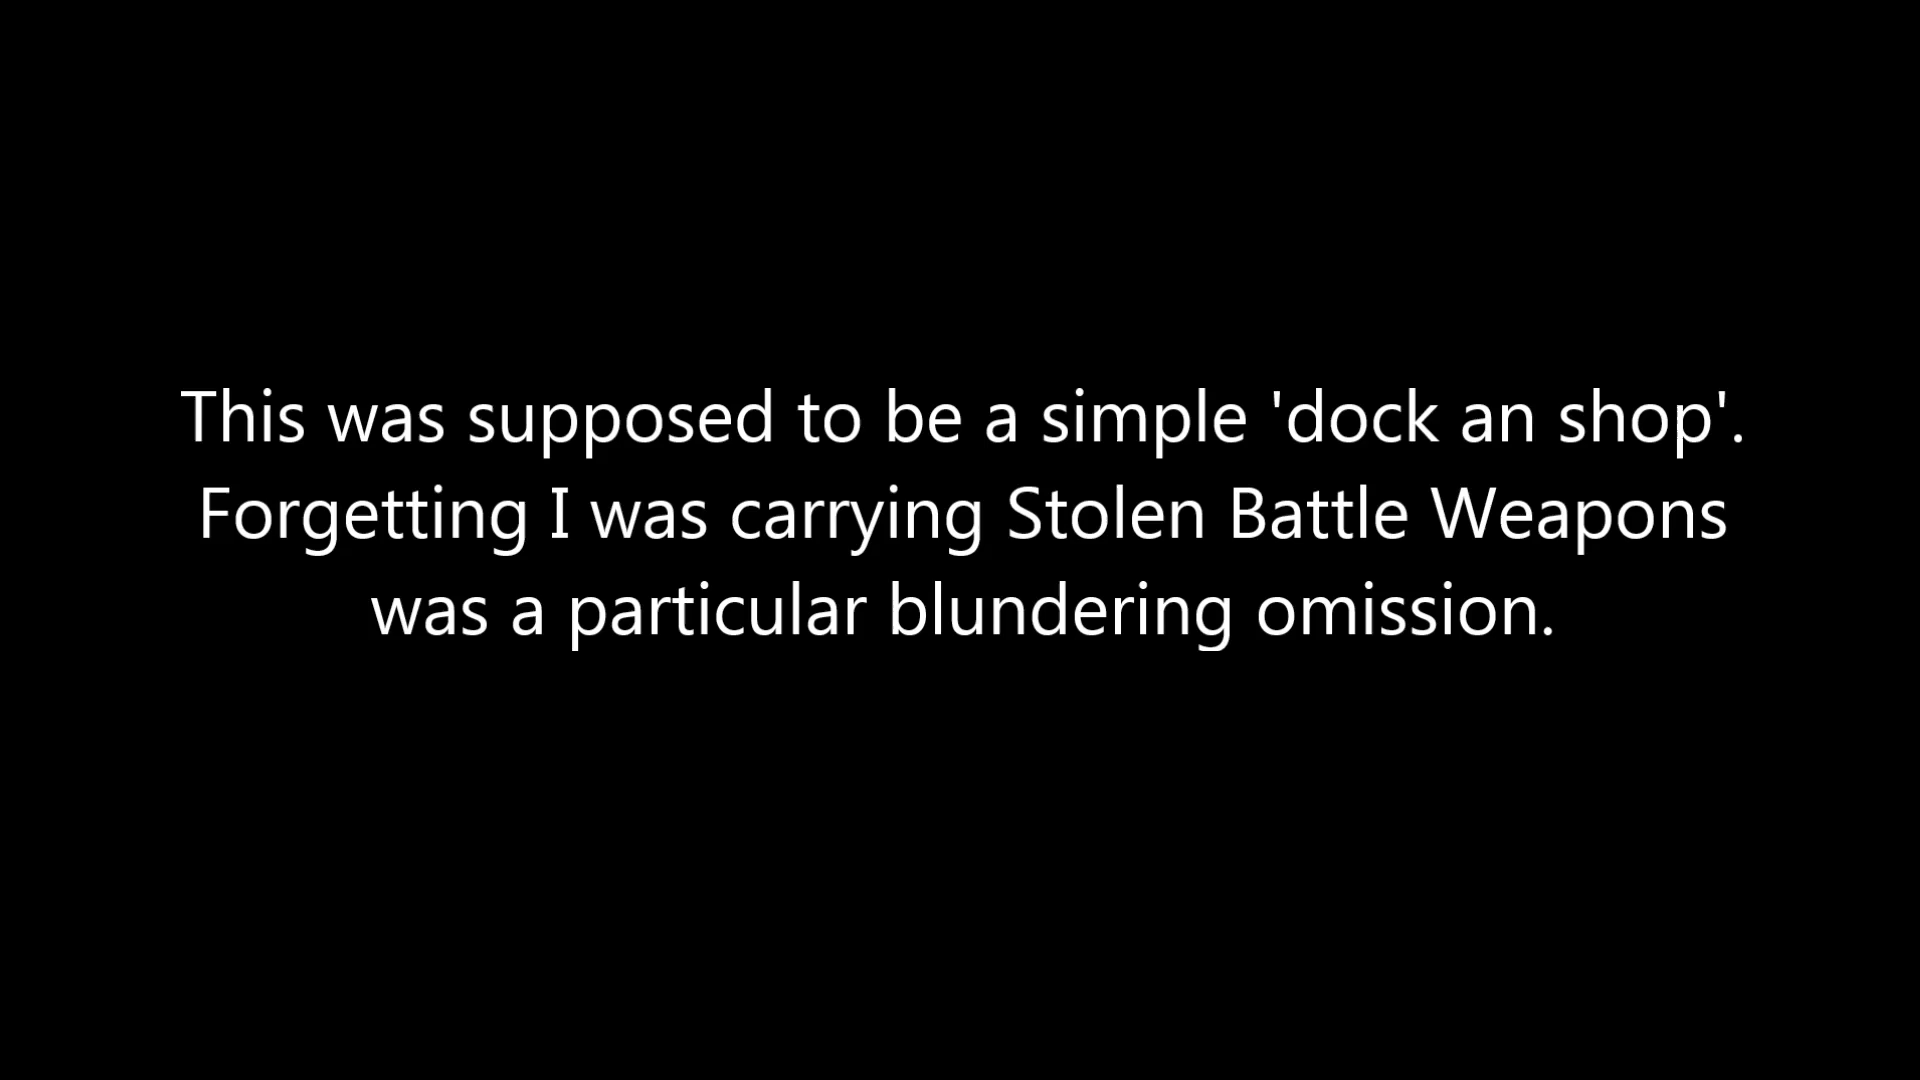 This was supposed to be a simple 'dock an shop'.
Forgetting I was carrying Stolen Battle Weapons
was a particular blundering omission.